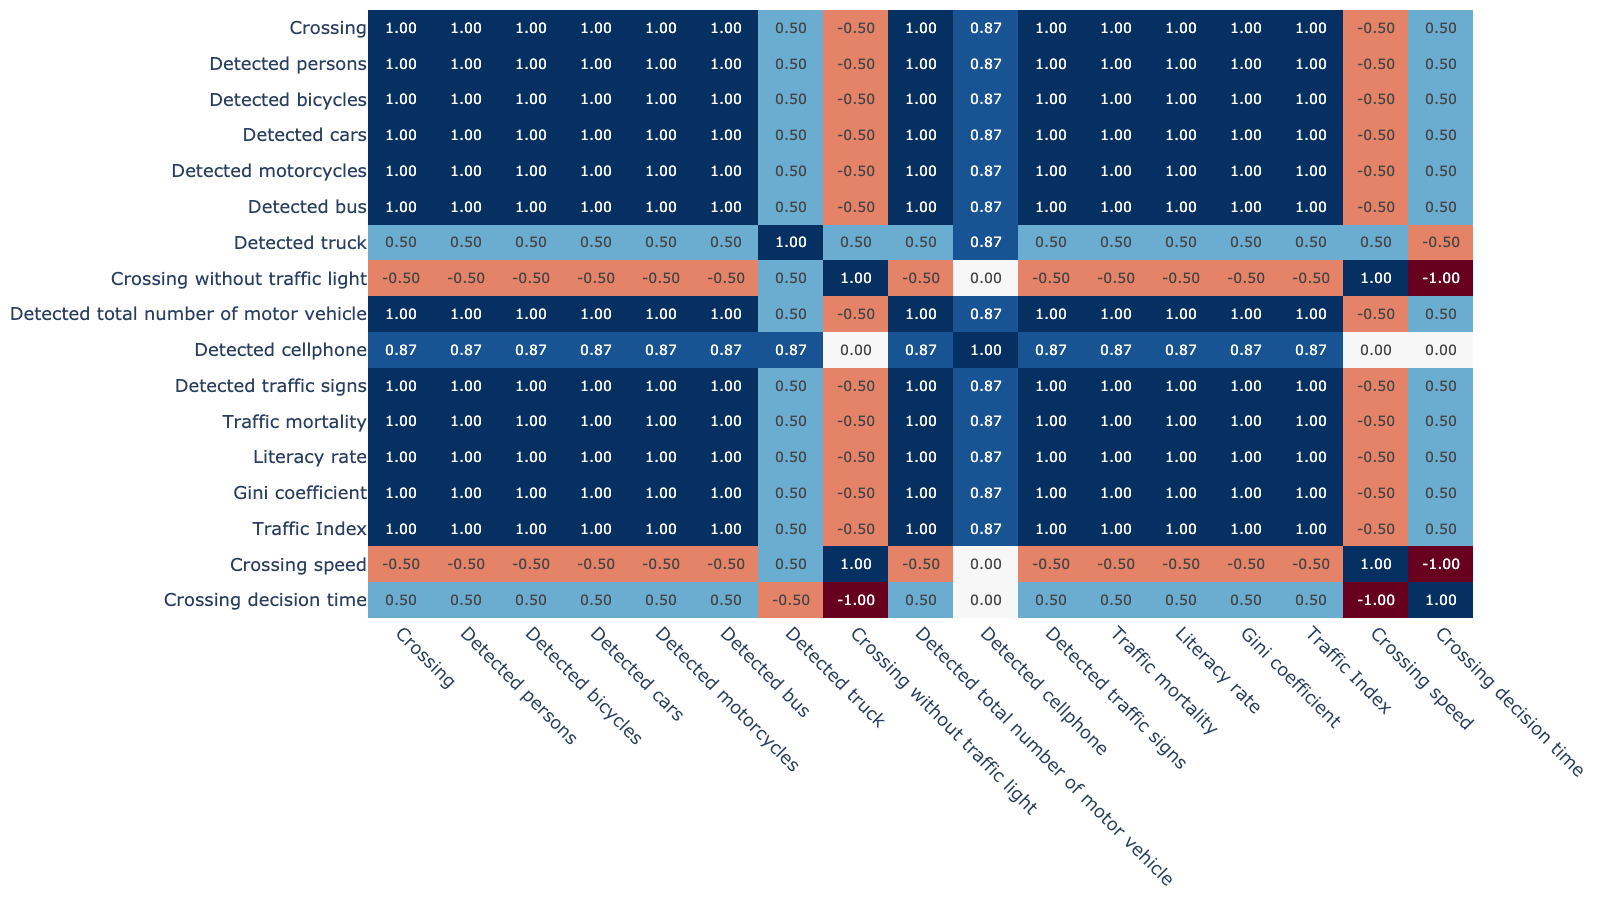 Crossing 1.00 1.00 1.00 1.00 1.00 1.00 0.50 -0.50 1.00 0.87 1.00 1.00 1.00 1.00 1.00 -0.50 0.50
Detected persons 1.00 1.00 1.00 1.00 1.00 1.00 0.50 -0.50 1.00 0.87 1.00 1.00 1.00 1.00 1.00 -0.50 0.50
Detected bicycles 1.00 1.00 1.00 1.00 1.00 1.00 0.50 -0.50 1.00 0.87 1.00 1.00 1.00 1.00 1.00 -0.50 0.50
Detected cars 1.00 1.00 1.00 1.00 1.00 1.00 0.50 -0.50 1.00 0.87 1.00 1.00 1.00 1.00 1.00 -0.50 0.50
Detected motorcycles 1.00 1.00 1.00 1.00 1.00 1.00 0.50 -0.50 1.00 0.87 1.00 1.00 1.00 1.00 1.00 -0.50 0.50
Detected bus 1.00 1.00 1.00 1.00 1.00 1.00 0.50 -0.50 1.00 0.87 1.00 1.00 1.00 1.00 1.00 -0.50 0.50
Detected truck 0.50 0.50 0.50 0.50 0.50 0.50 1.00 0.50 0.50 0.87 0.50 0.50 0.50 0.50 0.50 0.50 -0.50
Crossing without traffic light -0.50 -0.50 -0.50 -0.50 -0.50 -0.50 0.50 1.00 -0.50 0.00 -0.50 -0.50 -0.50 -0.50 -0.50 1.00 -1.00
Detected total number of motor vehicle 1.00 1.00 1.00 1.00 1.00 1.00 0.50 -0.50 1.00 0.87 1.00 1.00 1.00 1.00 1.00 -0.50 0.50
Detected cellphone 0.87 0.87 0.87 0.87 0.87 0.87 0.87 0.00 0.87 1.00 0.87 0.87 0.87 0.87 0.87 0.00 0.00
Detected traffic signs 1.00 1.00 1.00 1.00 1.00 1.00 0.50 -0.50 1.00 0.87 1.00 1.00 1.00 1.00 1.00 -0.50 0.50
Traffic mortality 1.00 1.00 1.00 1.00 1.00 1.00 0.50 -0.50 1.00 0.87 1.00 1.00 1.00 1.00 1.00 -0.50 0.50
Literacy rate 1.00 1.00 1.00 1.00 1.00 1.00 0.50 -0.50 1.00 0.87 1.00 1.00 1.00 1.00 1.00 -0.50 0.50
Gini coefficient 1.00 1.00 1.00 1.00 1.00 1.00 0.50 -0.50 1.00 0.87 1.00 1.00 1.00 1.00 1.00 -0.50 0.50
Traffic Index 1.00 1.00 1.00 1.00 1.00 1.00 0.50 -0.50 1.00 0.87 1.00 1.00 1.00 1.00 1.00 -0.50 0.50
Crossing speed -0.50 -0.50 -0.50 -0.50 -0.50 -0.50 0.50 1.00 -0.50 0.00 -0.50 -0.50 -0.50 -0.50 -0.50 1.00 -1.00
Crossing decision time 0.50 0.50 0.50 0.50 0.50 0.50 -0.50 -1.00 0.50 0.00 0.50 0.50 0.50 0.50 0.50 -1.00 1.00
Crossing
Detected persons
Detected bicycles
Detected cars
Detected motorcycles
Detected bus
Detected truck
Crossing without traffic light
Detected total number of motor vehicle
Detected cellphone
Detected traffic signs
Traffic mortality
Literacy rate
Gini coefficient
Traffic Index
Crossing speed
Crossing decision time